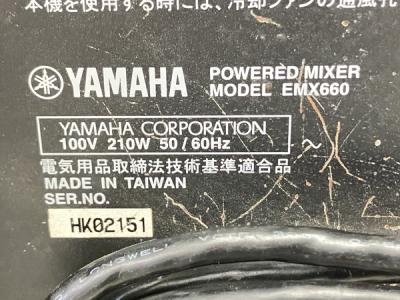 本機を使用する時には、冷却ファンの通風孔
YAMAHA
POWERED MIXER
MODEL EMX660
YAMAHA CORPORATION
100V 210W 50/60Hz ～
電気用品取締法技術基準適合品
MADE IN TAIWAN
SER.NO.
HK02151
LONGWELL